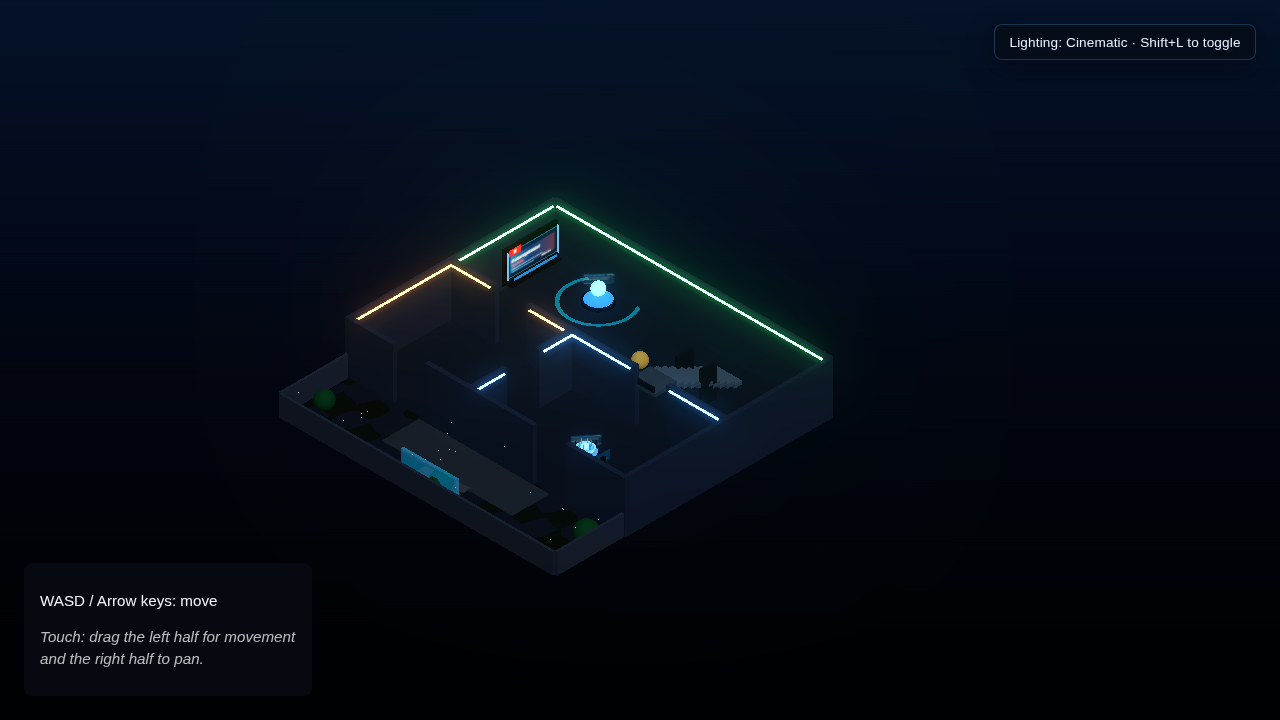 Lighting: Cinematic · Shift+L to toggle
WASD / Arrow keys: move
Touch: drag the left half for movement
and the right half to pan.